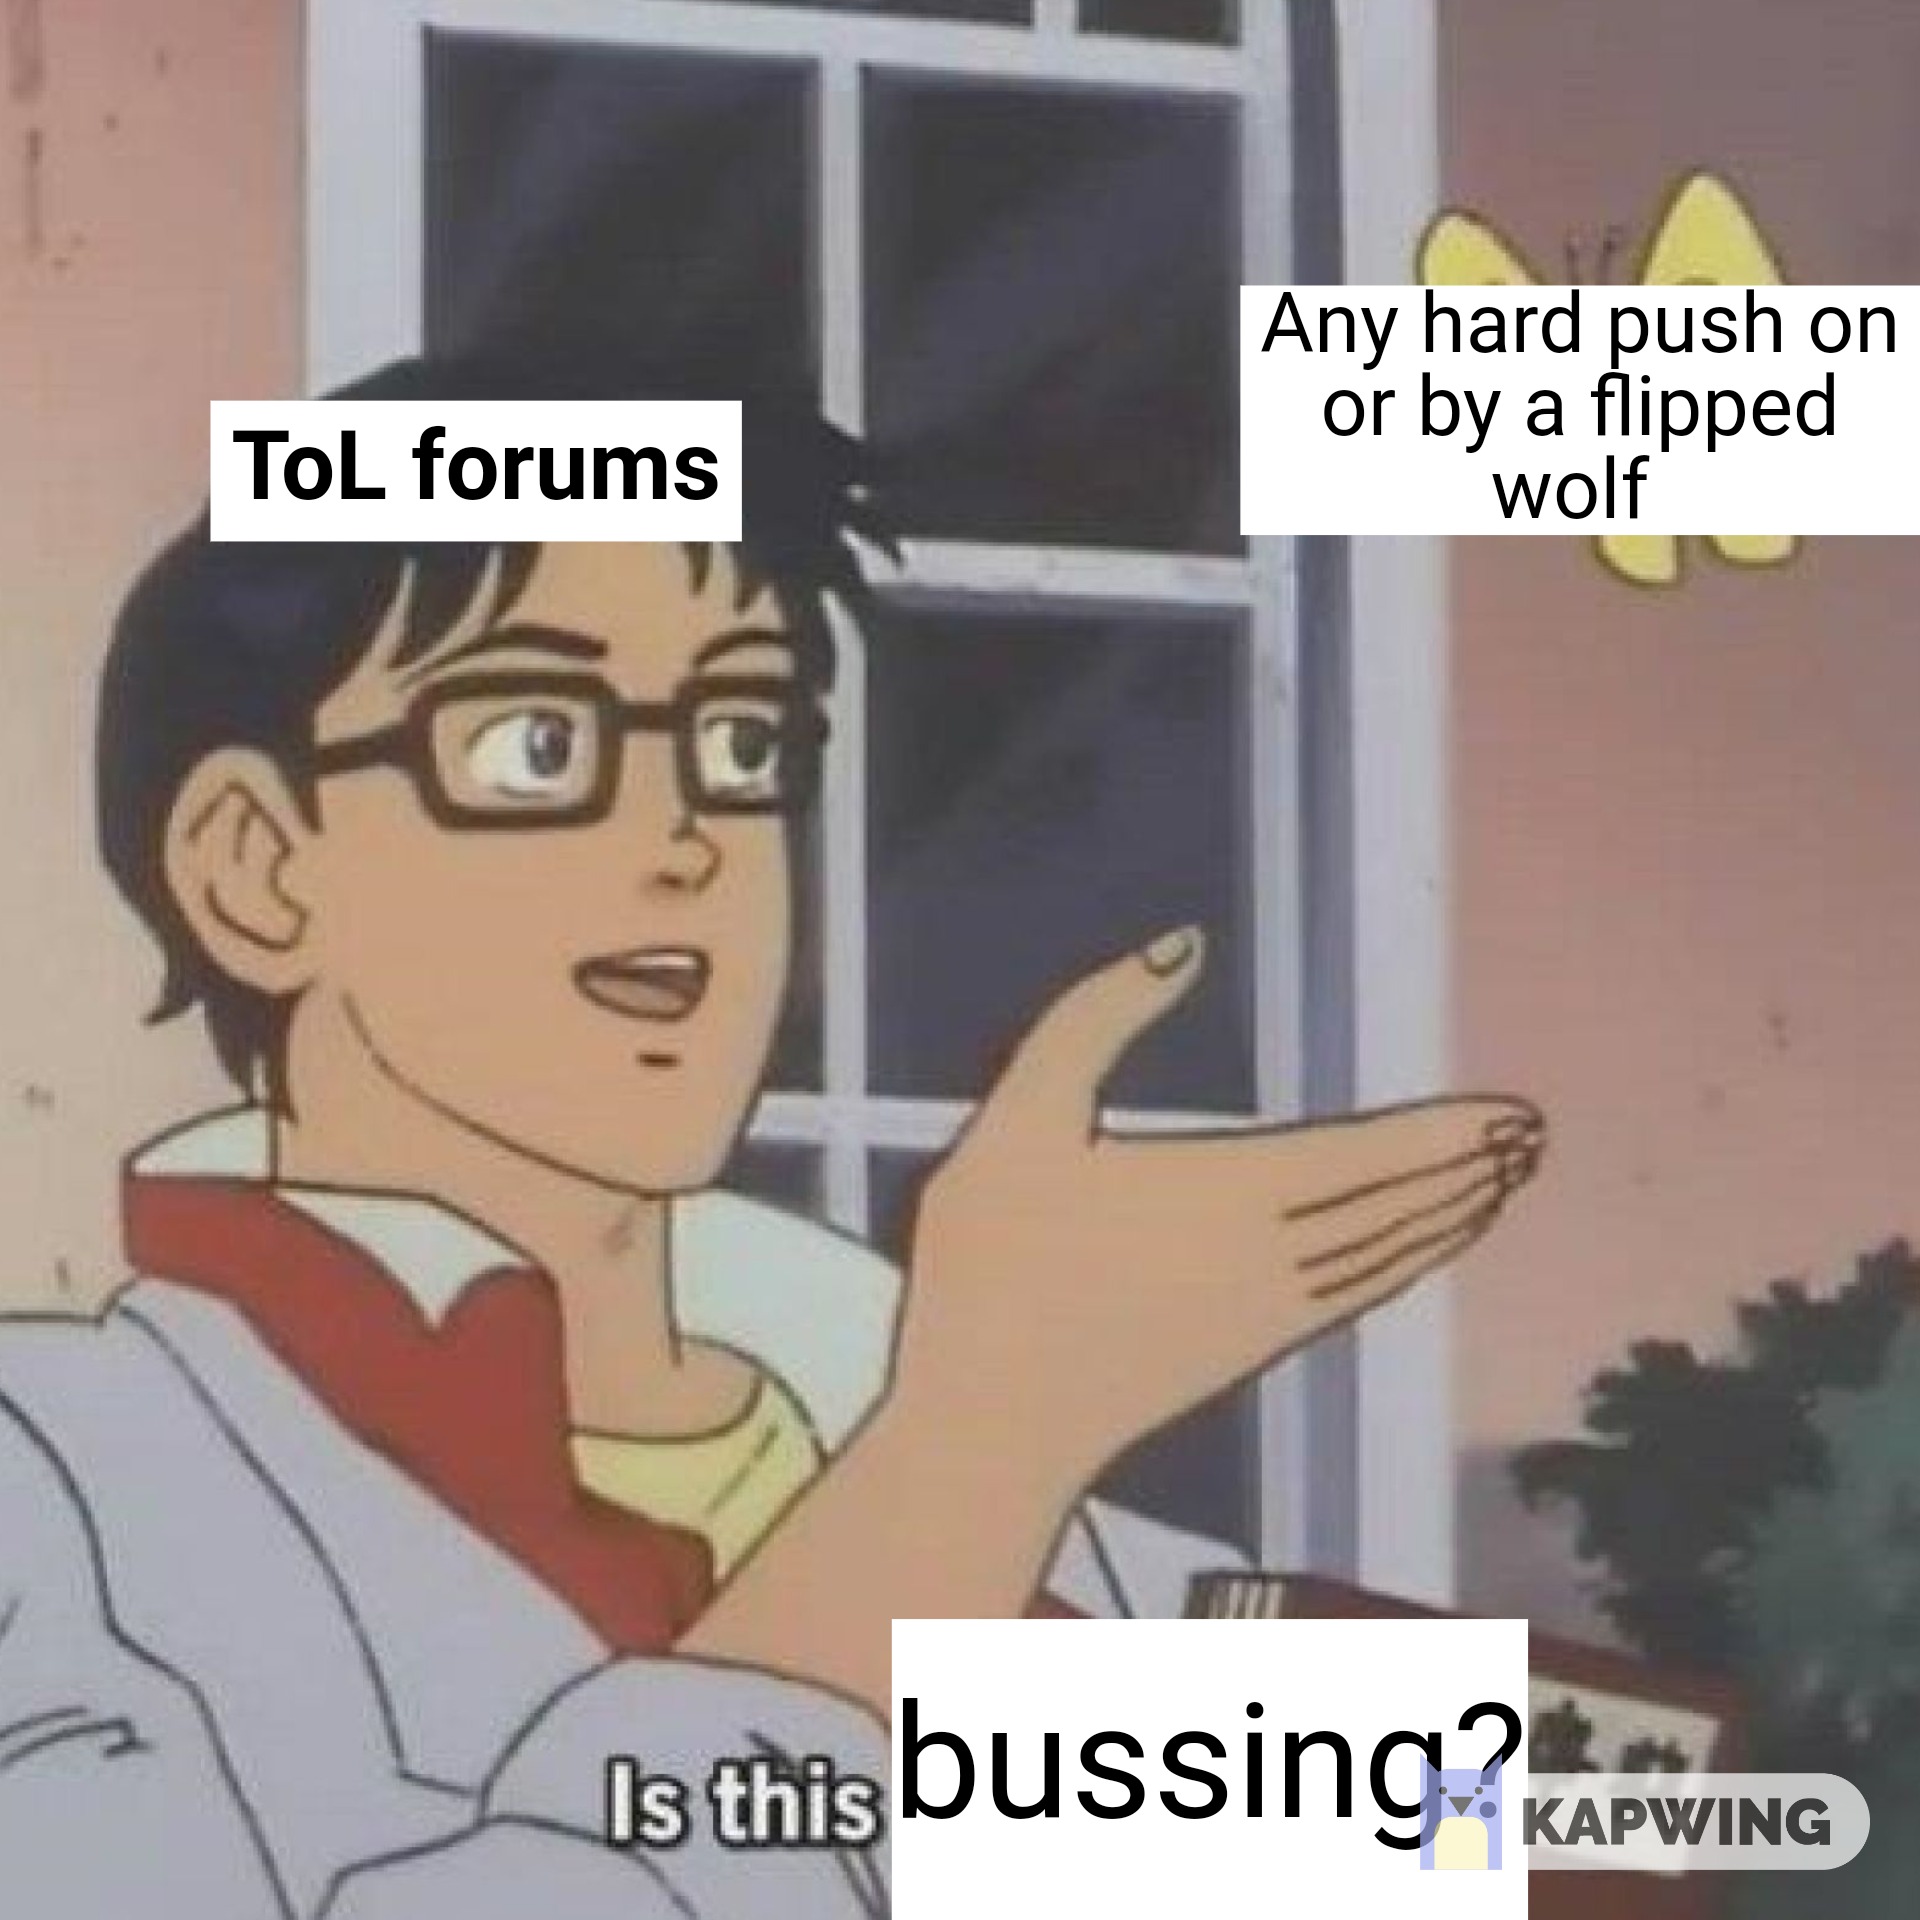 ToL forums
Any hard push on
or by a flipped
wolf
Is this bussing?
KAPWING